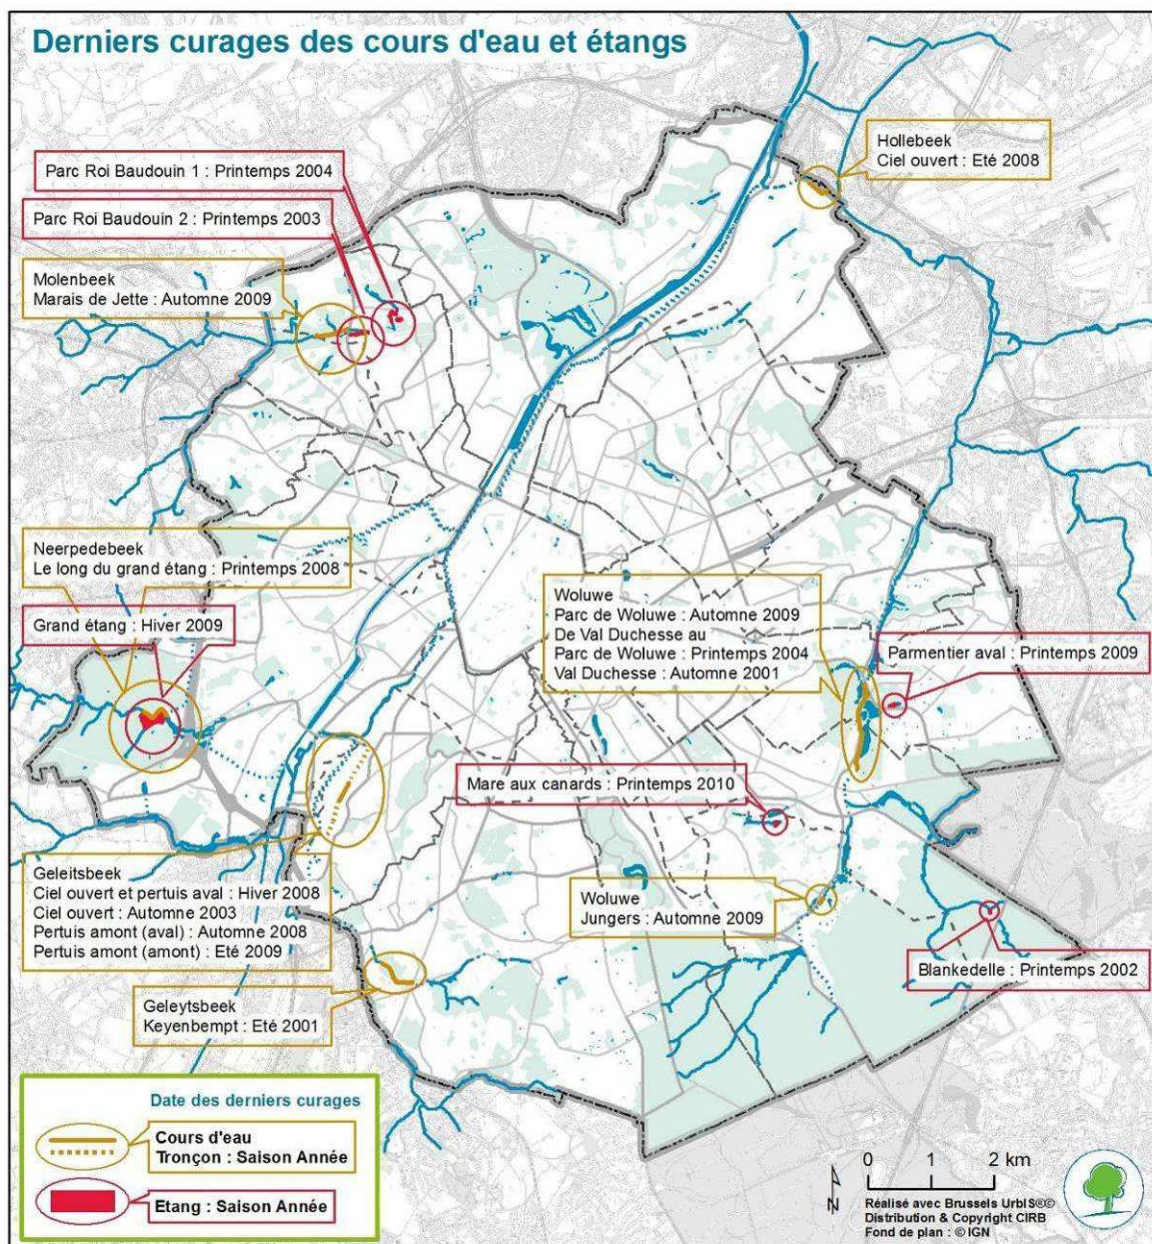 Derniers curages des cours d'eau et étangs
Hollebeek
Ciel ouvert : Eté 2008
Parc Roi Baudouin 1 : Printemps 2004
Parc Roi Baudouin 2 : Printemps 2003
Molenbeek
Marais de Jette : Automne 2009
Neerpedebeek
Le long du grand étang : Printemps 2008
Grand étang : Hiver 2009
Woluwe
Parc de Woluwe : Automne 2009
De Val Duchesse au
Parc de Woluwe : Printemps 2004
Val Duchesse : Automne 2001
Parmentier aval : Printemps 2009
Mare aux canards : Printemps 2010
Geleitsbeek
Ciel ouvert et pertuis aval : Hiver 2008
Ciel ouvert : Automne 2003
Pertuis amont (aval) : Automne 2008
Pertuis amont (amont) : Eté 2009
Woluwe
Jungers : Automne 2009
Blankedelle : Printemps 2002
Geleytsbeek
Keyenbempt : Eté 2001
Date des derniers curages
Cours d'eau
Tronçon : Saison Année
Etang : Saison Année
0 1 2 km
N
Réalisé avec Brussels UrbIS®©
Distribution & Copyright CIRB
Fond de plan : © IGN